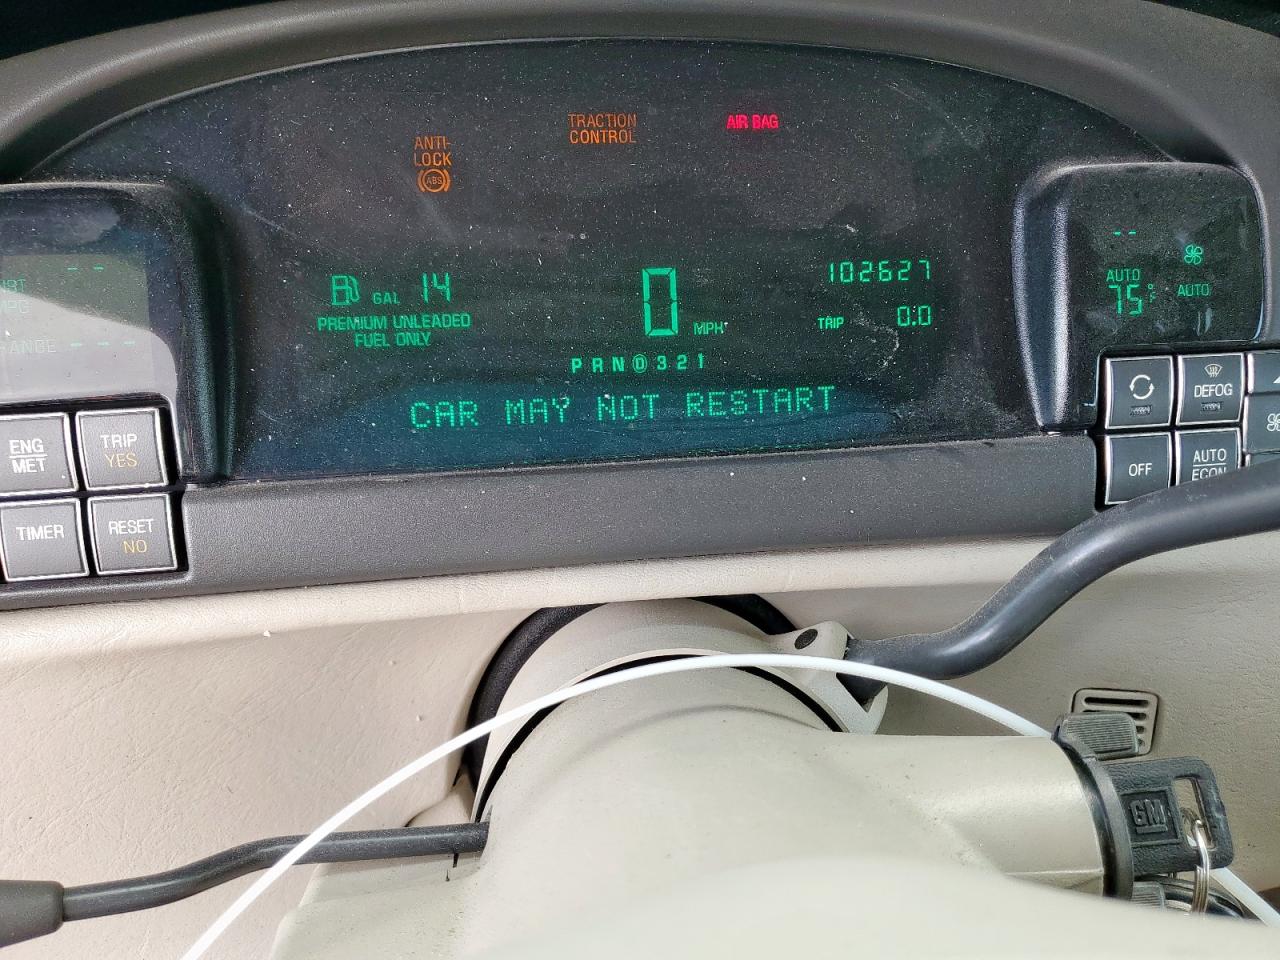 ANTI-
LOCK
ABS
TRACTION
CONTROL
AIR BAG
-- 
RANGE ---
GAL 14
PREMIUM UNLEADED
FUEL ONLY
0 MPH
102627
TRIP 0.0
PRND321
CAR MAY NOT RESTART
--
AUTO
75°F
AUTO
ENG
MET
TRIP
YES
TIMER
RESET
NO
DEFOG
OFF
AUTO
ECON
GM